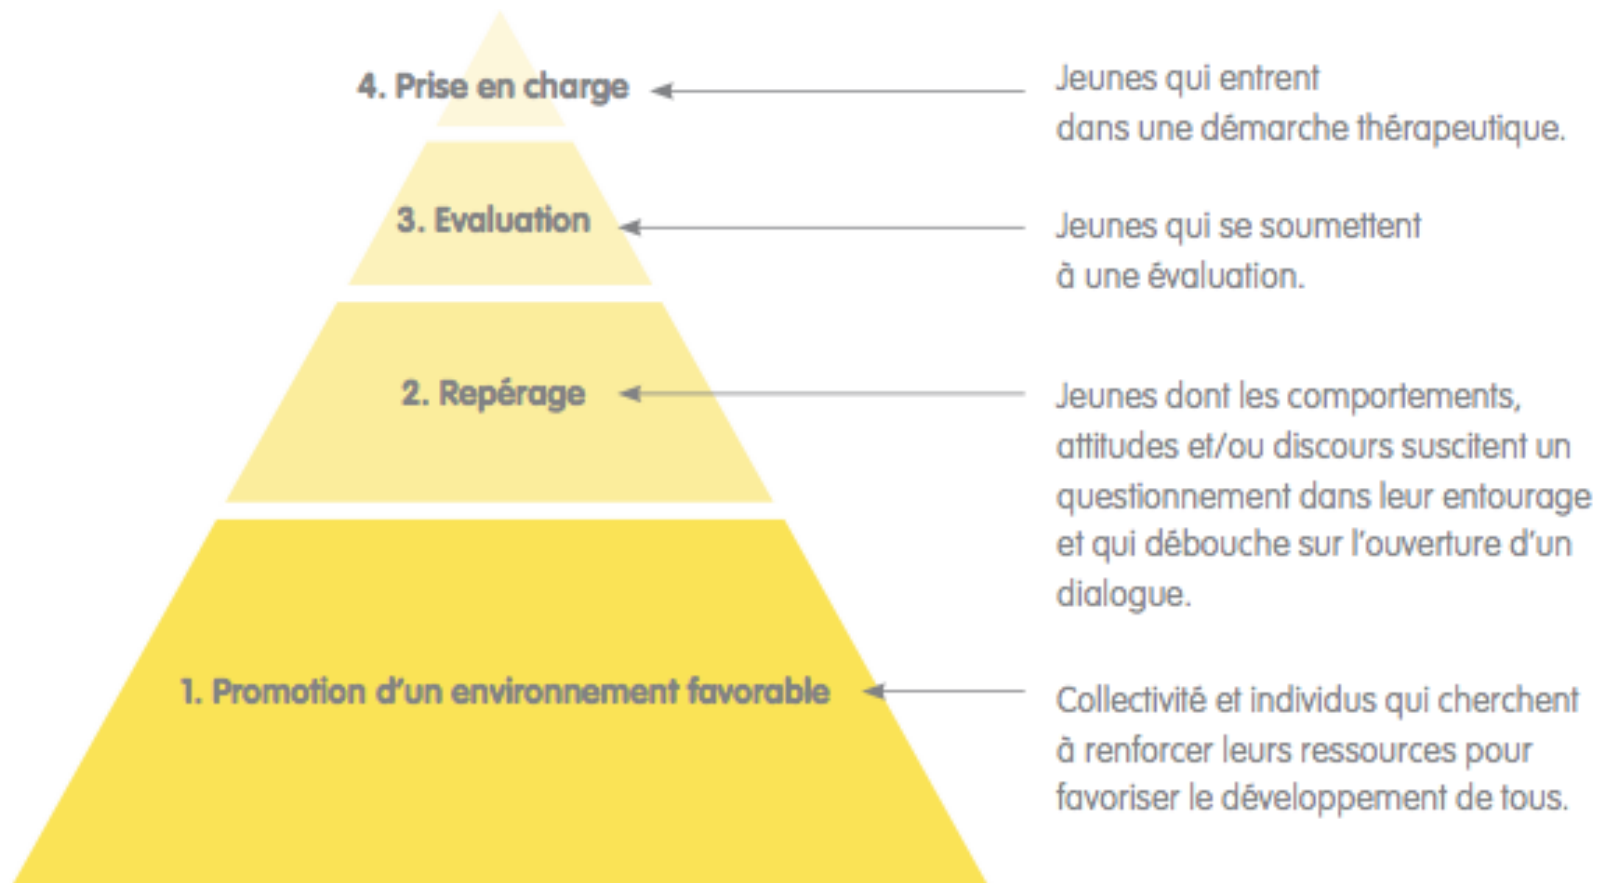 4. Prise en charge
Jeunes qui entrent
dans une démarche thérapeutique.
3. Evaluation
Jeunes qui se soumettent
à une évaluation.
2. Repérage
Jeunes dont les comportements,
attitudes et/ou discours suscitent un
questionnement dans leur entourage
et qui débouche sur l'ouverture d'un
dialogue.
1. Promotion d'un environnement favorable
Collectivité et individus qui cherchent
à renforcer leurs ressources pour
favoriser le développement de tous.